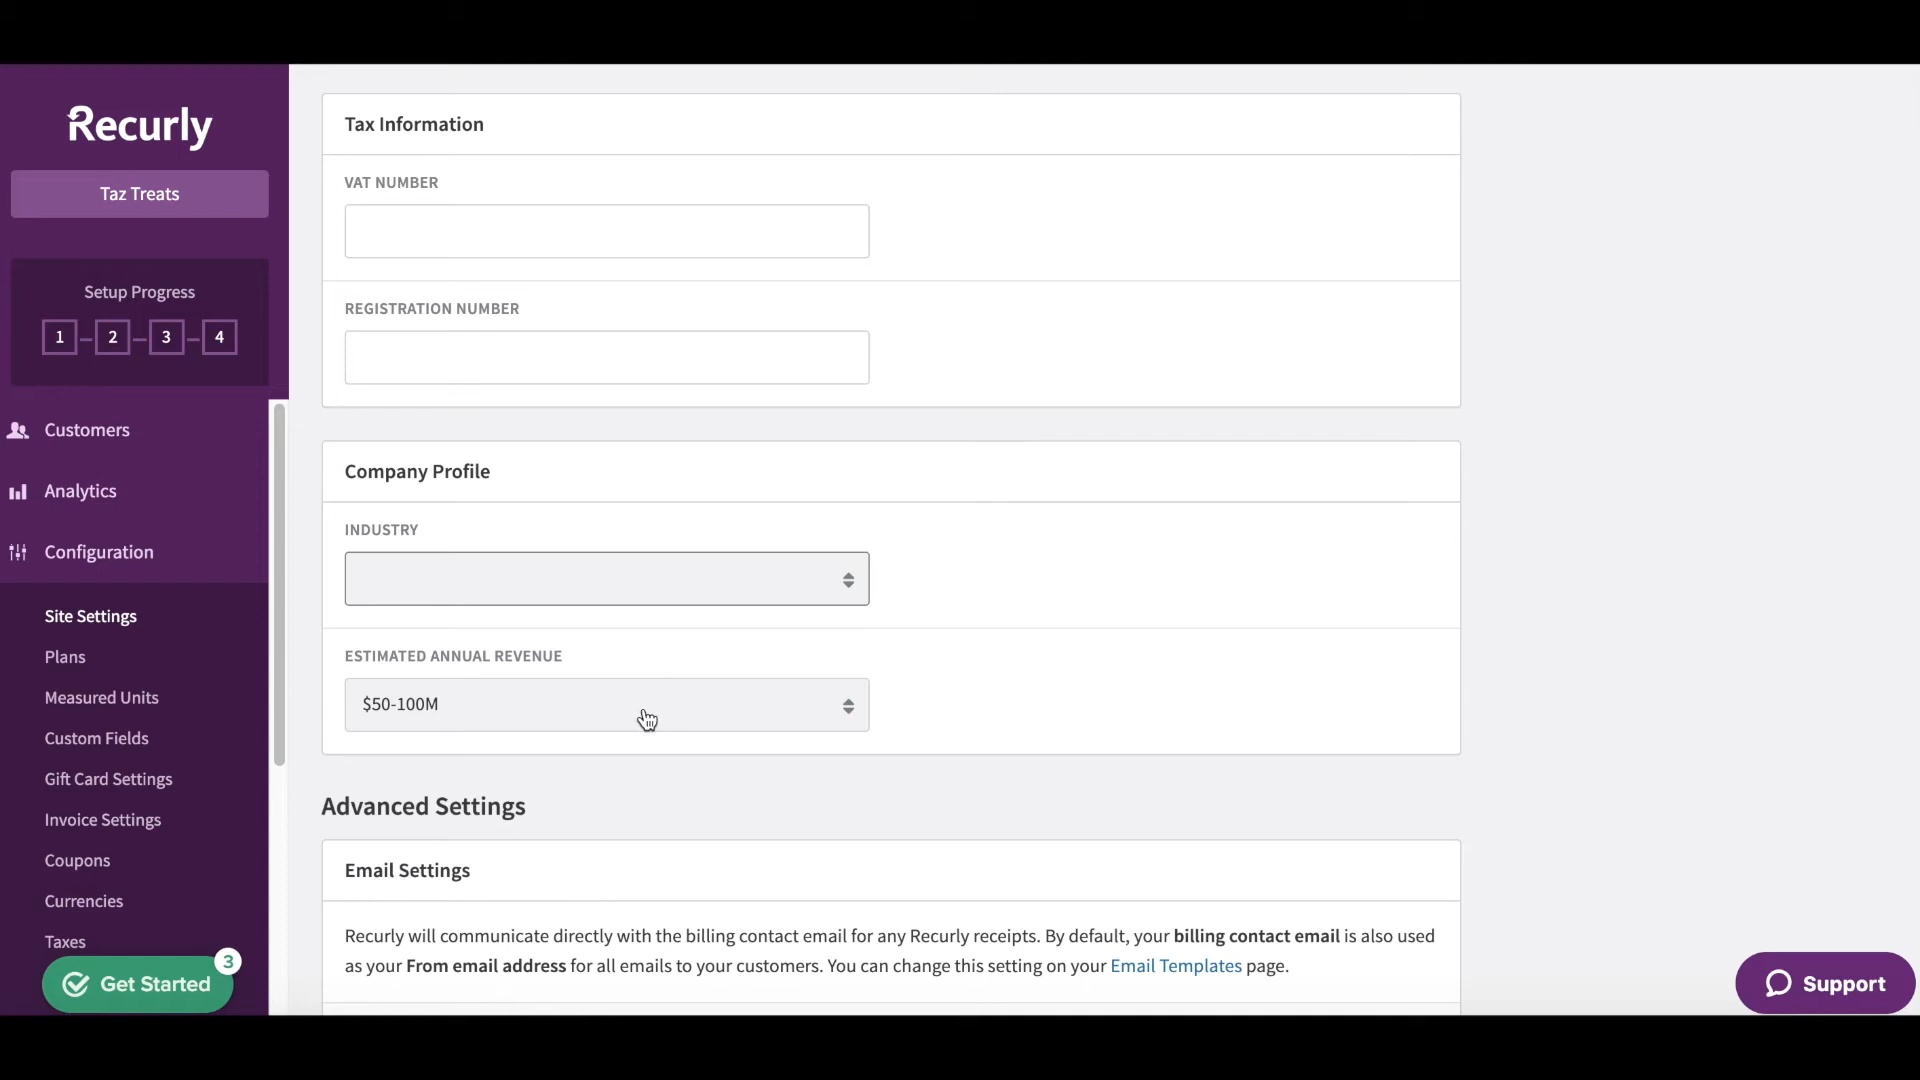 Recurly
Taz Treats
Setup Progress
1 2 3 4
Customers
Analytics
Configuration
Site Settings
Plans
Measured Units
Custom Fields
Gift Card Settings
Invoice Settings
Coupons
Currencies
Taxes
Get Started
3
Tax Information
VAT NUMBER
REGISTRATION NUMBER
Company Profile
INDUSTRY
ESTIMATED ANNUAL REVENUE
$50-100M
Advanced Settings
Email Settings
Recurly will communicate directly with the billing contact email for any Recurly receipts. By default, your billing contact email is also used
as your From email address for all emails to your customers. You can change this setting on your Email Templates page.
Support